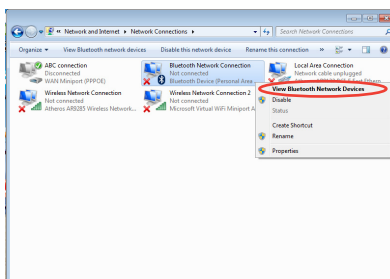 « Network and Internet ▸ Network Connections ▸
Search Network Connections
Organize ▾ View Bluetooth network devices Disable this network device Rename this connection »
ABC connection
Disconnected
WAN Miniport (PPPOE)
Bluetooth Network Connection
Not connected
Bluetooth Device (Personal Area ...
Local Area Connection
Network cable unplugged
Wireless Network Connection
Not connected
Atheros AR9285 Wireless Network...
Wireless Network Connection 2
Not connected
Microsoft Virtual WiFi Miniport A
View Bluetooth Network Devices
Disable
Status
Create Shortcut
Rename
Properties